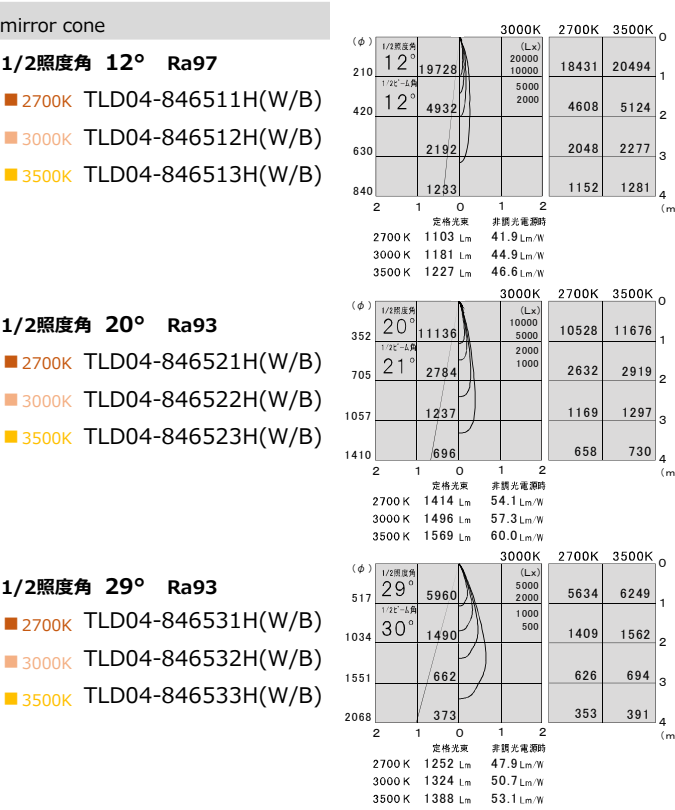 mirror cone
1/2照度角 12° Ra97
2700K TLD04-846511H(W/B)
3000K TLD04-846512H(W/B)
3500K TLD04-846513H(W/B)
3000K 2700K 3500K
(φ) 1/2照度角 (Lx) 0
12° 20000
210 19728 10000 18431 20494 1
1/2ビーム角 5000
12° 2000
420 4932 4608 5124 2
630 2192 2048 2277 3
840 1233 1152 1281 4
2 1 0 1 2 (m
定格光束 非調光電源時
2700K 1103 Lm 41.9 Lm/W
3000K 1181 Lm 44.9 Lm/W
3500K 1227 Lm 46.6 Lm/W
1/2照度角 20° Ra93
2700K TLD04-846521H(W/B)
3000K TLD04-846522H(W/B)
3500K TLD04-846523H(W/B)
3000K 2700K 3500K
(φ) 1/2照度角 (Lx) 0
20° 10000
352 11136 5000 10528 11676 1
1/2ビーム角 2000
21° 1000
705 2784 2632 2919 2
1057 1237 1169 1297 3
1410 696 658 730 4
2 1 0 1 2 (m
定格光束 非調光電源時
2700K 1414 Lm 54.1 Lm/W
3000K 1496 Lm 57.3 Lm/W
3500K 1569 Lm 60.0 Lm/W
1/2照度角 29° Ra93
2700K TLD04-846531H(W/B)
3000K TLD04-846532H(W/B)
3500K TLD04-846533H(W/B)
3000K 2700K 3500K
(φ) 1/2照度角 (Lx) 0
29° 5000
517 5960 2000 5634 6249 1
1/2ビーム角 1000
30° 500
1034 1490 1409 1562 2
1551 662 626 694 3
2068 373 353 391 4
2 1 0 1 2 (m
定格光束 非調光電源時
2700K 1252 Lm 47.9 Lm/W
3000K 1324 Lm 50.7 Lm/W
3500K 1388 Lm 53.1 Lm/W